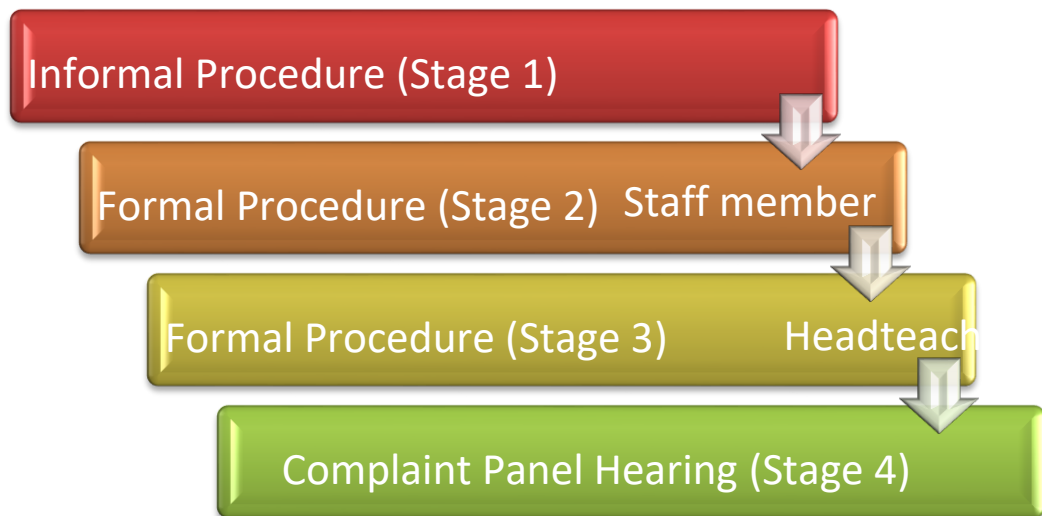 Informal Procedure (Stage 1)
Formal Procedure (Stage 2) Staff member
Formal Procedure (Stage 3) Headteach
Complaint Panel Hearing (Stage 4)